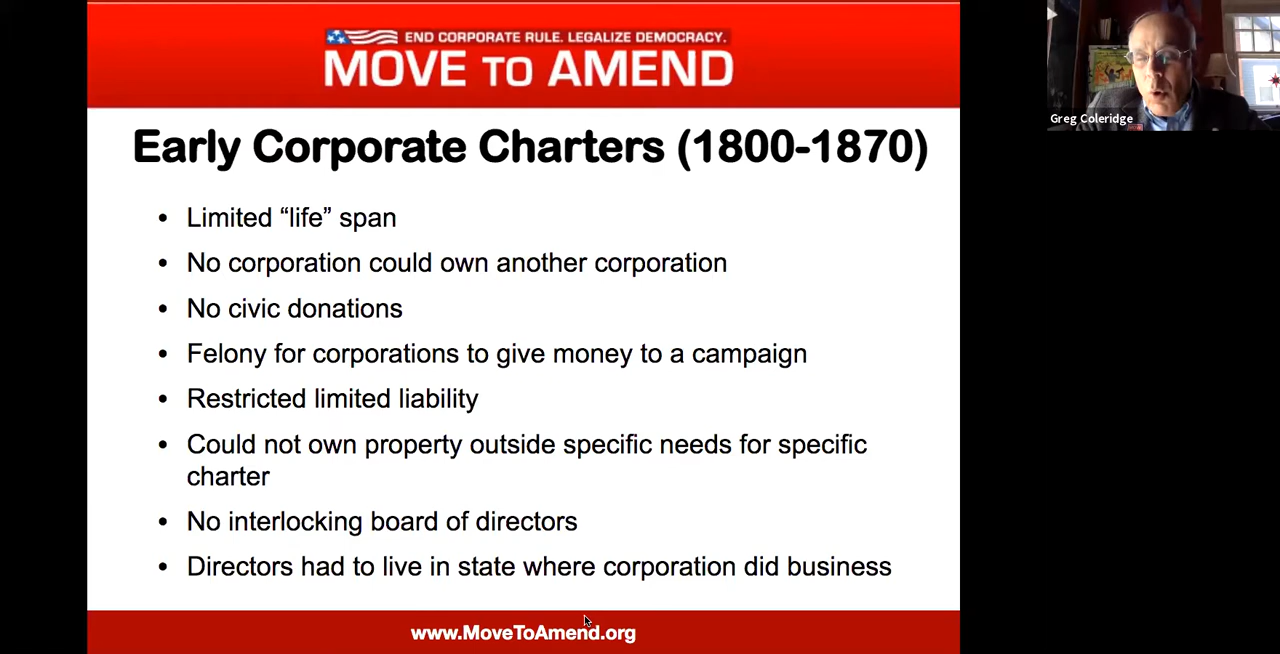 END CORPORATE RULE. LEGALIZE DEMOCRACY.
MOVE TO AMEND
Early Corporate Charters (1800-1870)
• Limited “life” span
• No corporation could own another corporation
• No civic donations
• Felony for corporations to give money to a campaign
• Restricted limited liability
• Could not own property outside specific needs for specific
charter
• No interlocking board of directors
• Directors had to live in state where corporation did business
www.MoveToAmend.org
Greg Coleridge